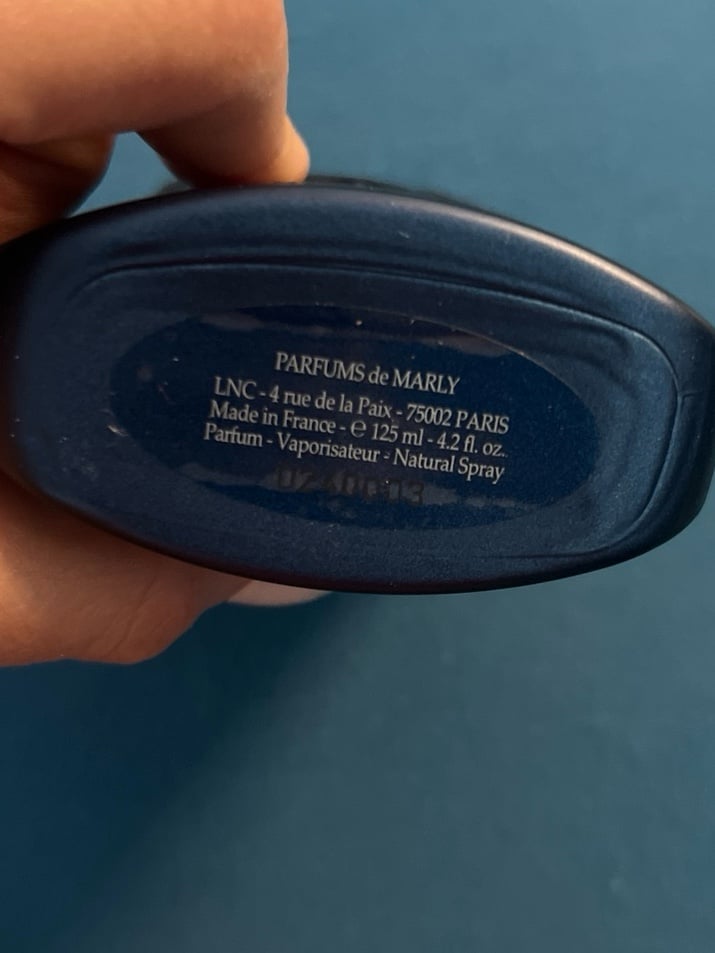 PARFUMS de MARLY
LNC - 4 rue de la Paix - 75002 PARIS
Made in France - ℮ 125 ml - 4.2 fl. oz.
Parfum - Vaporisateur - Natural Spray